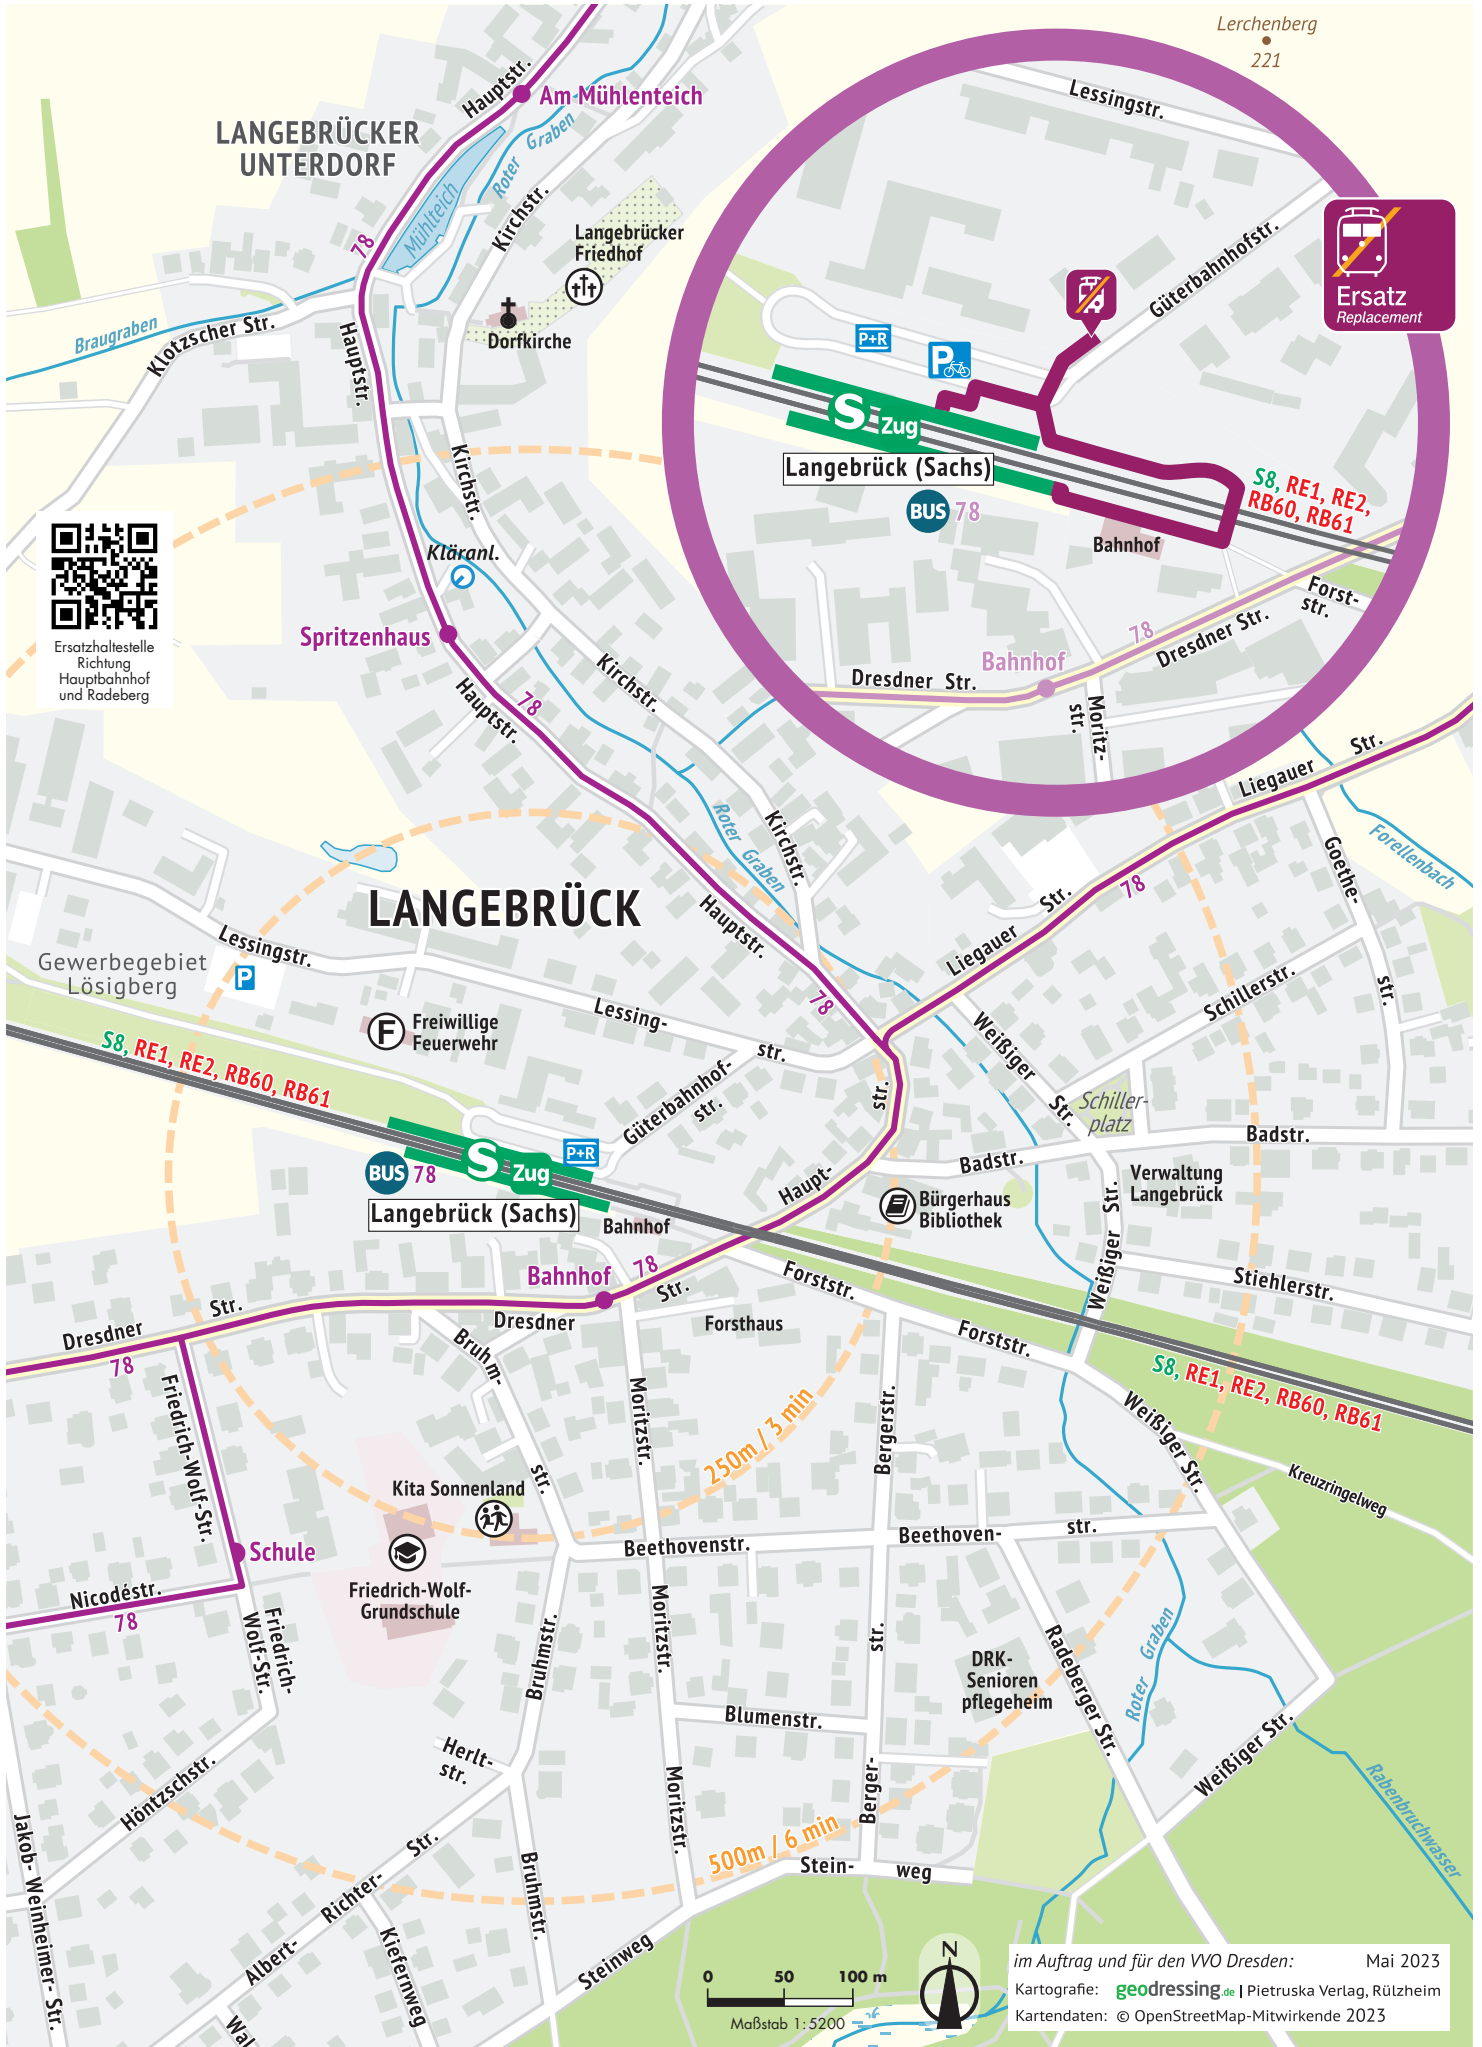 Lerchenberg
221
Hauptstr.
Am Mühlenteich
LANGEBRÜCKER
UNTERDORF
Roter Graben
Mühlteich
78
Kirchstr.
Langebrücker
Friedhof
Dorfkirche
Braugraben
Klotzscher Str.
Hauptstr.
Kirchstr.
Lessingstr.
Güterbahnhofstr.
Ersatz
Replacement
P+R
P
S Zug
Langebrück (Sachs)
BUS 78
S8, RE1, RE2,
RB60, RB61
Bahnhof
Forst-
str.
78
Dresdner Str.
Bahnhof
Dresdner Str.
Moritz-
str.
Ersatzhaltestelle
Richtung
Hauptbahnhof
und Radeberg
Kläranl.
Spritzenhaus
Hauptstr.
78
Kirchstr.
Roter Graben
Kirchstr.
Liegauer Str.
Forellenbach
Goethe-
str.
LANGEBRÜCK
Hauptstr.
78
Liegauer Str.
78
Schillerstr.
Lessingstr.
Gewerbegebiet
Lösigberg
P
F
Freiwillige
Feuerwehr
Lessing-
str.
Weißiger
Str.
S8, RE1, RE2, RB60, RB61
Güterbahnhof-
str.
str.
Schiller-
platz
Badstr.
Badstr.
Verwaltung
Langebrück
P+R
S Zug
BUS 78
Langebrück (Sachs)
Bahnhof
Haupt-
Bürgerhaus
Bibliothek
Weißiger Str.
Stiehlerstr.
Bahnhof
78
Str.
Forststr.
Forststr.
Dresdner Str.
78
Dresdner
Forsthaus
Bruhm-
str.
S8, RE1, RE2, RB60, RB61
Friedrich-Wolf-Str.
Moritzstr.
250m / 3 min
Bergerstr.
Weißiger Str.
Kreuzringelweg
Kita Sonnenland
Schule
Nicodéstr.
78
Friedrich-Wolf-
Grundschule
Beethovenstr.
Beethoven-
str.
Friedrich-
Wolf-Str.
Bruhmstr.
Moritzstr.
str.
DRK-
Senioren
pflegeheim
Radeberger Str.
Roter Graben
Blumenstr.
Herlt-
str.
Höntzschstr.
Moritzstr.
Berger-
Weißiger Str.
Rabenbruchwasser
500m / 6 min
Jakob-Weinheimer-Str.
Albert-Richter-Str.
Bruhmstr.
Stein-
weg
Kiefernweg
Steinweg
Wal
0 50 100 m
Maßstab 1:5200
N
im Auftrag und für den VVO Dresden: Mai 2023
Kartografie: geodressing.de | Pietruska Verlag, Rülzheim
Kartendaten: © OpenStreetMap-Mitwirkende 2023